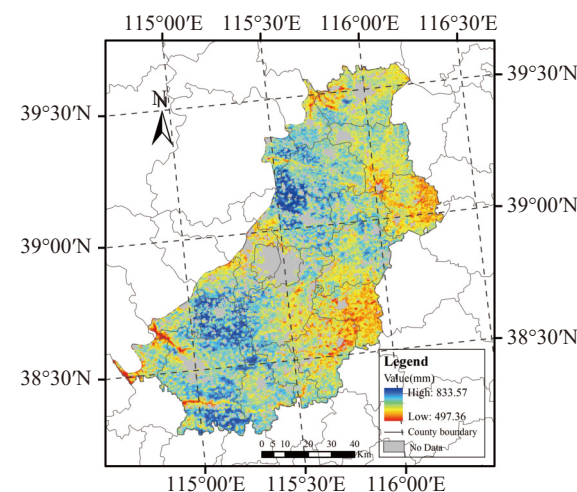 115°00′E 115°30′E 116°00′E 116°30′E
39°30′N
39°30′N
N
39°00′N
39°00′N
38°30′N
38°30′N
Legend
Value(mm)
High: 833.57
Low: 497.36
County boundary
No Data
0 5 10 20 30 40
Km
115°00′E 115°30′E 116°00′E